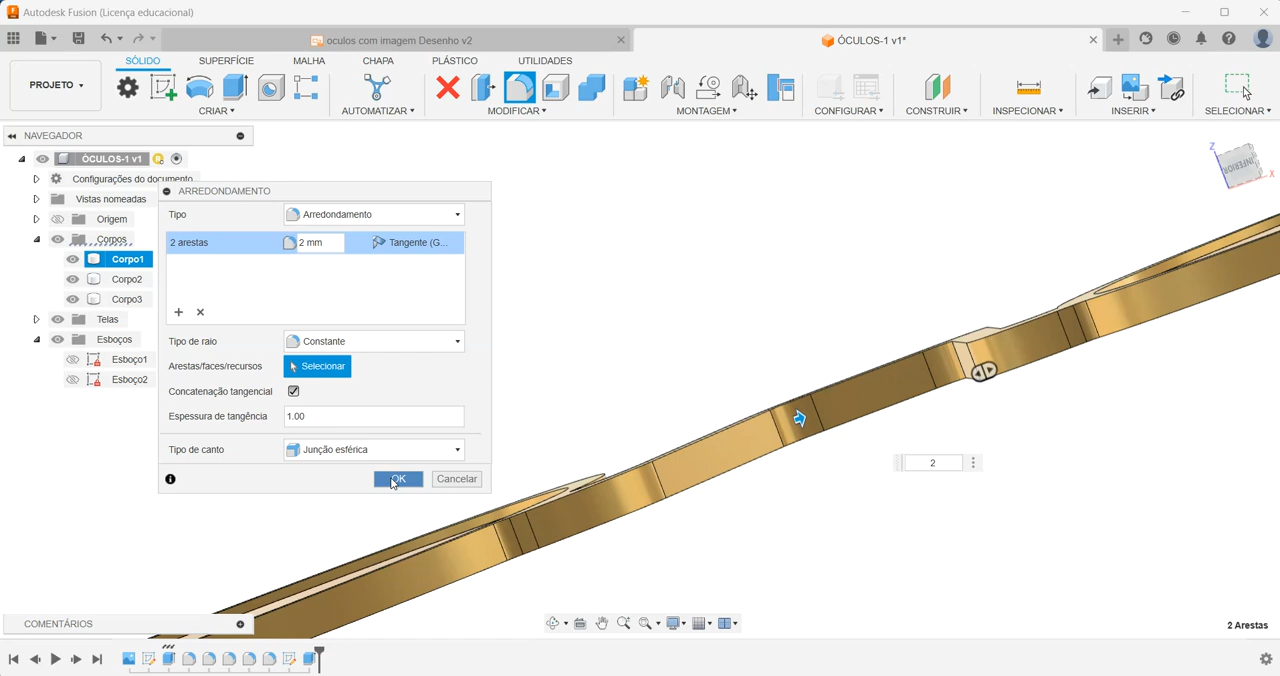 Autodesk Fusion (Licença educacional)
oculos com imagem Desenho v2
ÓCULOS-1 v1*
SÓLIDO
SUPERFÍCIE
MALHA
CHAPA
PLÁSTICO
UTILIDADES
PROJETO
CRIAR
AUTOMATIZAR
MODIFICAR
MONTAGEM
CONFIGURAR
CONSTRUIR
INSPECIONAR
INSERIR
SELECIONAR
NAVEGADOR
ÓCULOS-1 v1
Configurações do documento
Vistas nomeadas
Origem
Corpos
Corpo1
Corpo2
Corpo3
Telas
Esboços
Esboço1
Esboço2
ARREDONDAMENTO
Tipo
Arredondamento
2 arestas
2 mm
Tangente (G...
Tipo de raio
Constante
Arestas/faces/recursos
Selecionar
Concatenação tangencial
Espessura de tangência
1.00
Tipo de canto
Junção esférica
OK
Cancelar
Z
INFERIOR
X
2
COMENTÁRIOS
2 Arestas